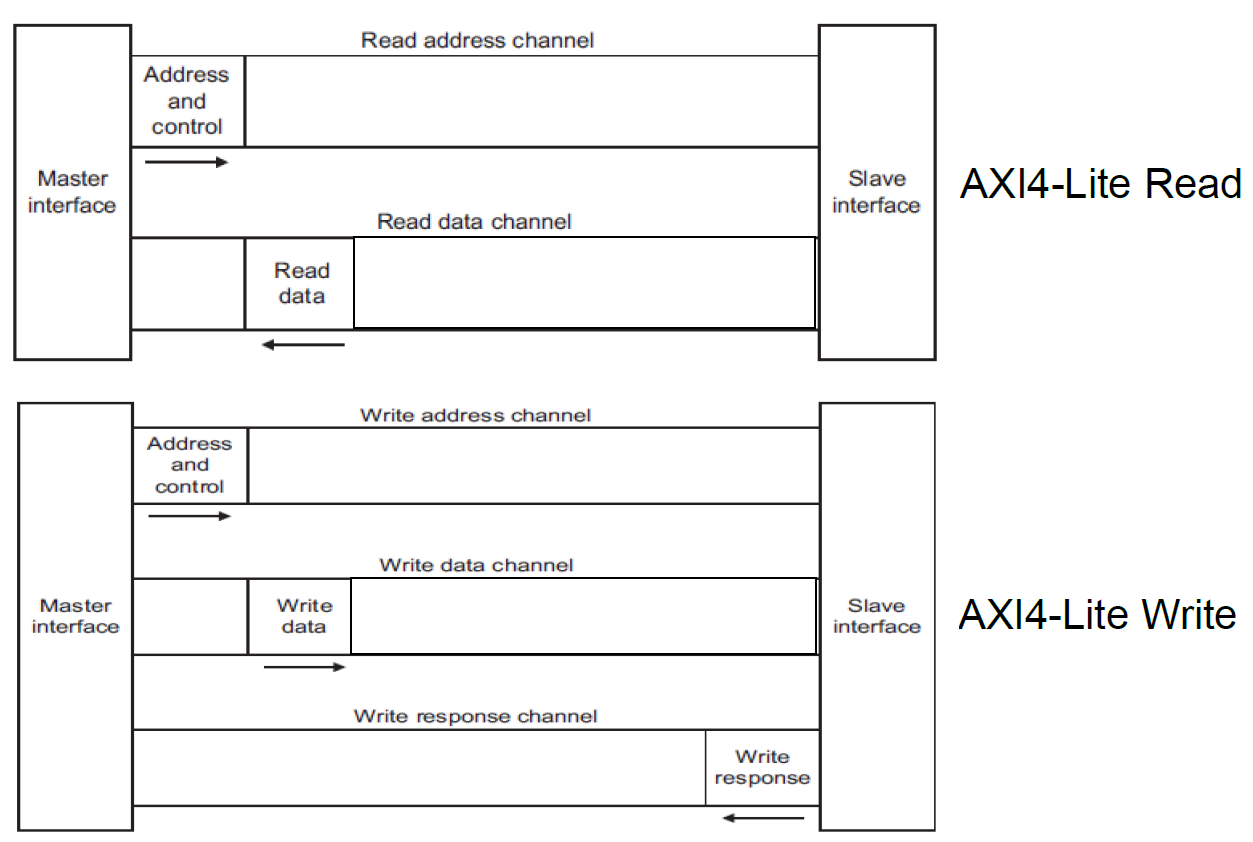 Read address channel
Address
and
control
Master
interface
Slave
interface
AXI4-Lite Read
Read data channel
Read
data
Write address channel
Address
and
control
Write data channel
Master
interface
Write
data
Slave
interface
AXI4-Lite Write
Write response channel
Write
response